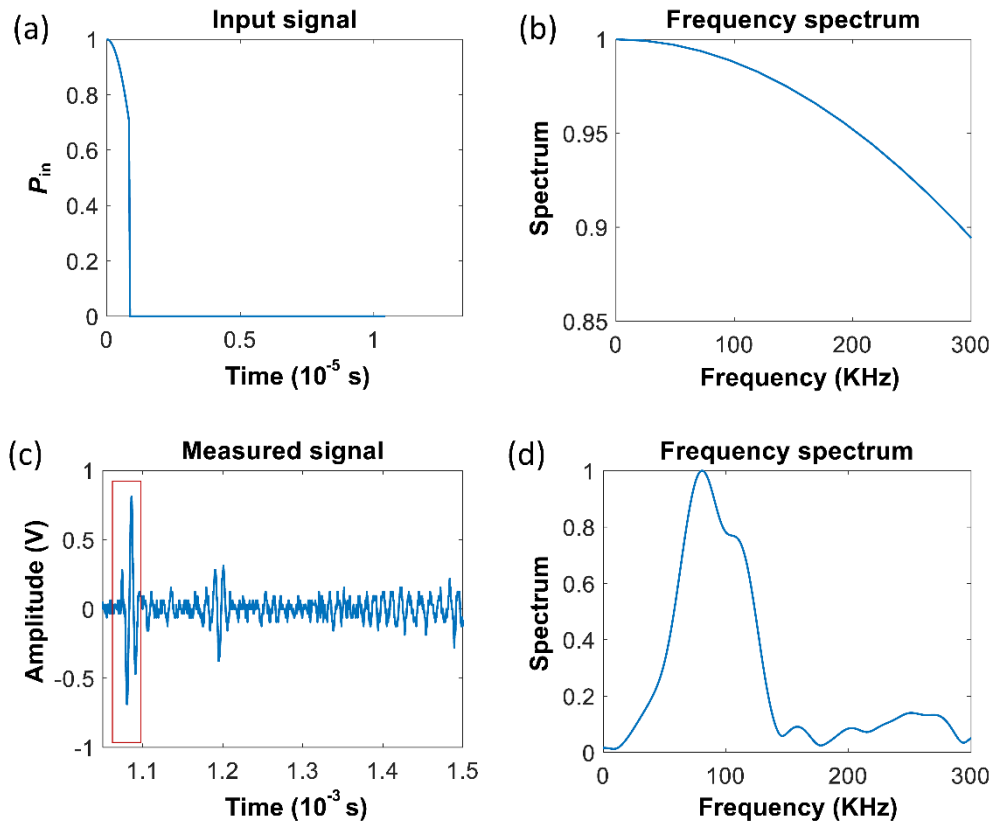 (a)
Input signal
1
0.8
0.6
0.4
0.2
0
P_in
0 0.5 1
Time (10^-5 s)
(b)
Frequency spectrum
1
0.95
0.9
0.85
Spectrum
0 100 200 300
Frequency (KHz)
(c)
Measured signal
1
0.5
0
-0.5
-1
Amplitude (V)
1.1 1.2 1.3 1.4 1.5
Time (10^-3 s)
(d)
Frequency spectrum
1
0.8
0.6
0.4
0.2
0
Spectrum
0 100 200 300
Frequency (KHz)